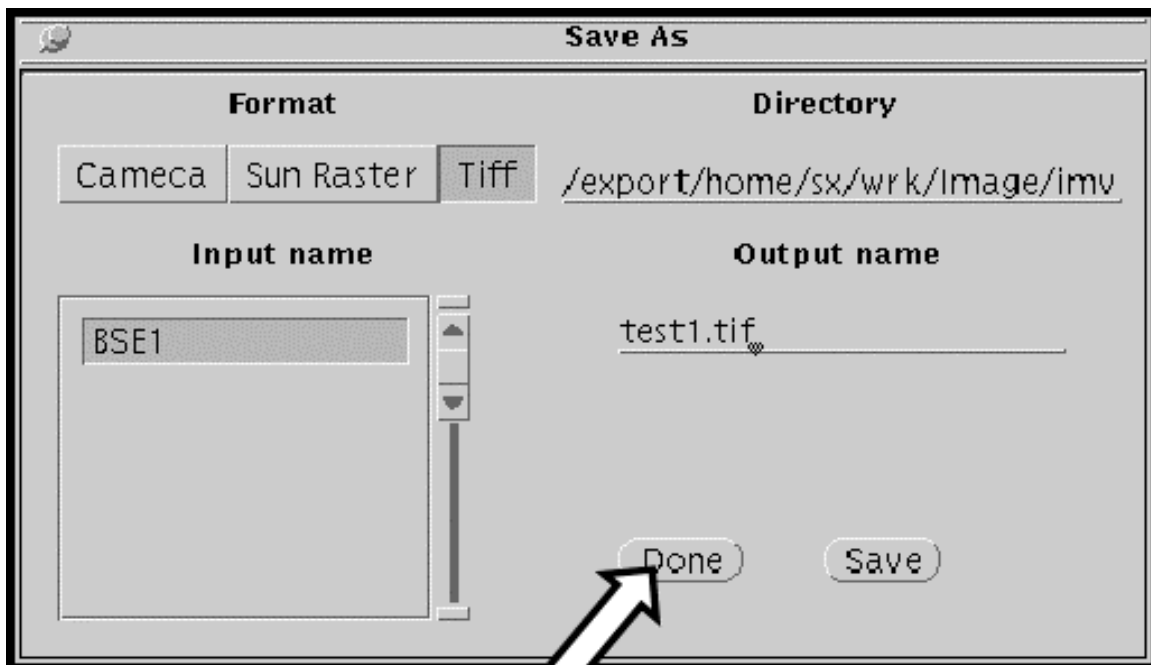 Save As
Format
Directory
Cameca Sun Raster Tiff
/export/home/sx/wrk/Image/imv
Input name
Output name
BSE1
test1.tif
Done Save